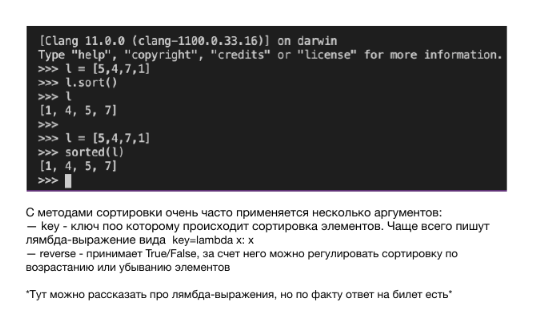 [Clang 11.0.0 (clang-1100.0.33.16)] on darwin
Type "help", "copyright", "credits" or "license" for more information.
>>> l = [5,4,7,1]
>>> l.sort()
>>> l
[1, 4, 5, 7]
>>>
>>> l = [5,4,7,1]
>>> sorted(l)
[1, 4, 5, 7]
>>>
С методами сортировки очень часто применяется несколько аргументов:
— key - ключ поо которому происходит сортировка элементов. Чаще всего пишут
лямбда-выражение вида  key=lambda x: x
— reverse - принимает True/False, за счет него можно регулировать сортировку по
возрастанию или убыванию элементов
*Тут можно рассказать про лямбда-выражения, но по факту ответ на билет есть*